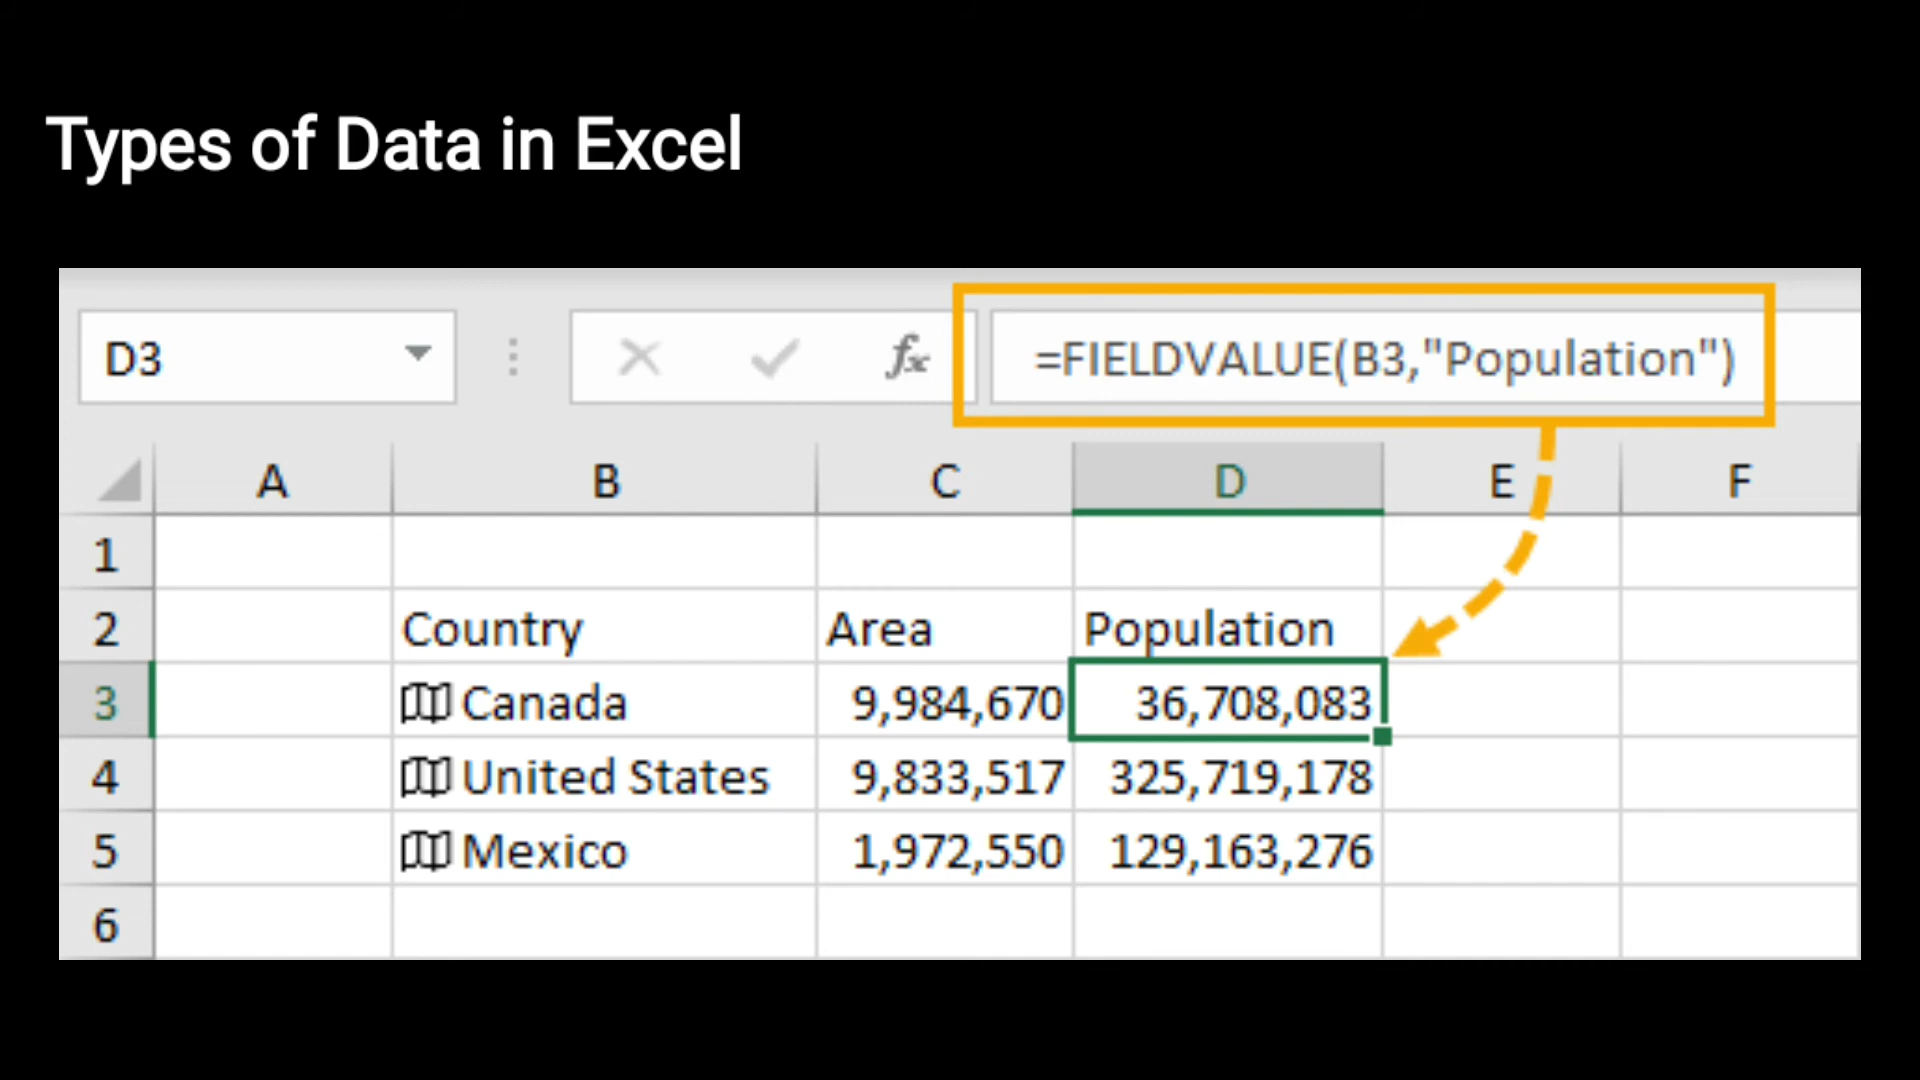 Types of Data in Excel
D3 fx =FIELDVALUE(B3,"Population")
A B C D E F
1
2 Country Area Population
3 Canada 9,984,670 36,708,083
4 United States 9,833,517 325,719,178
5 Mexico 1,972,550 129,163,276
6